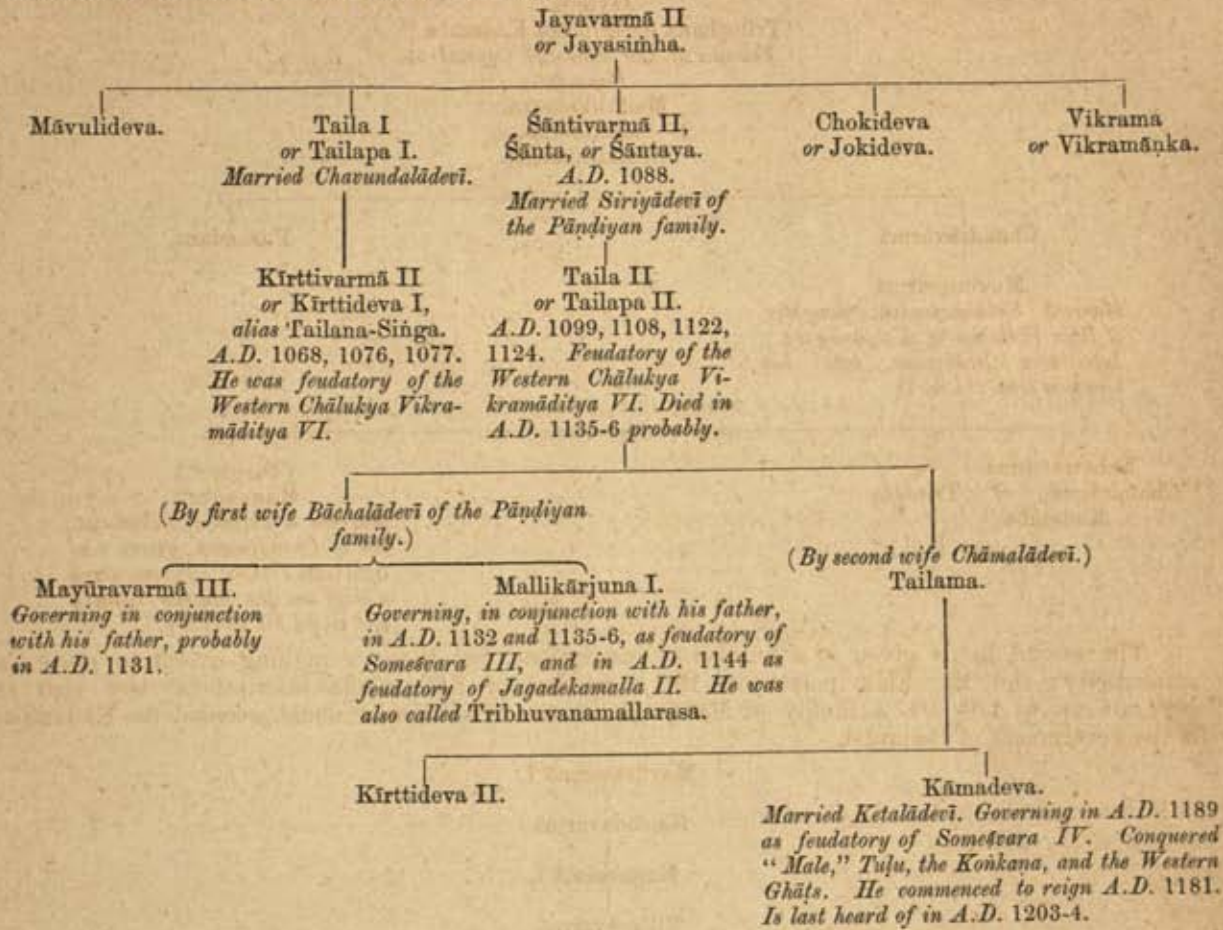 Jayavarmā II
or Jayasiṁha.
Māvulideva.
Taila I
or Tailapa I.
Married Chavundalādevī.
Śāntivarmā II,
Śānta, or Śāntaya.
A.D. 1088.
Married Siriyādevī of
the Pāṇḍiyan family.
Chokideva
or Jokideva.
Vikrama
or Vikramāṇka.
Kīrttivarmā II
or Kīrttideva I,
alias Tailana-Siṅga.
A.D. 1068, 1076, 1077.
He was feudatory of the
Western Chālukya Vikra-
māditya VI.
Taila II
or Tailapa II.
A.D. 1099, 1108, 1122,
1124. Feudatory of the
Western Chālukya Vi-
kramāditya VI. Died in
A.D. 1135-6 probably.
(By first wife Bāchalādevī of the Pāṇḍiyan
family.)
(By second wife Chāmalādevī.)
Tailama.
Mayūravarmā III.
Governing in conjunction
with his father, probably
in A.D. 1131.
Mallikārjuna I.
Governing, in conjunction with his father,
in A.D. 1132 and 1135-6, as feudatory of
Someśvara III, and in A.D. 1144 as
feudatory of Jagadekamalla II. He was
also called Tribhuvanamallarasa.
Kīrttideva II.
Kāmadeva.
Married Ketalādevī. Governing in A.D. 1189
as feudatory of Someśvara IV. Conquered
"Male," Tuḷu, the Koṅkaṇa, and the Western
Ghāṭs. He commenced to reign A.D. 1181.
Is last heard of in A.D. 1203-4.